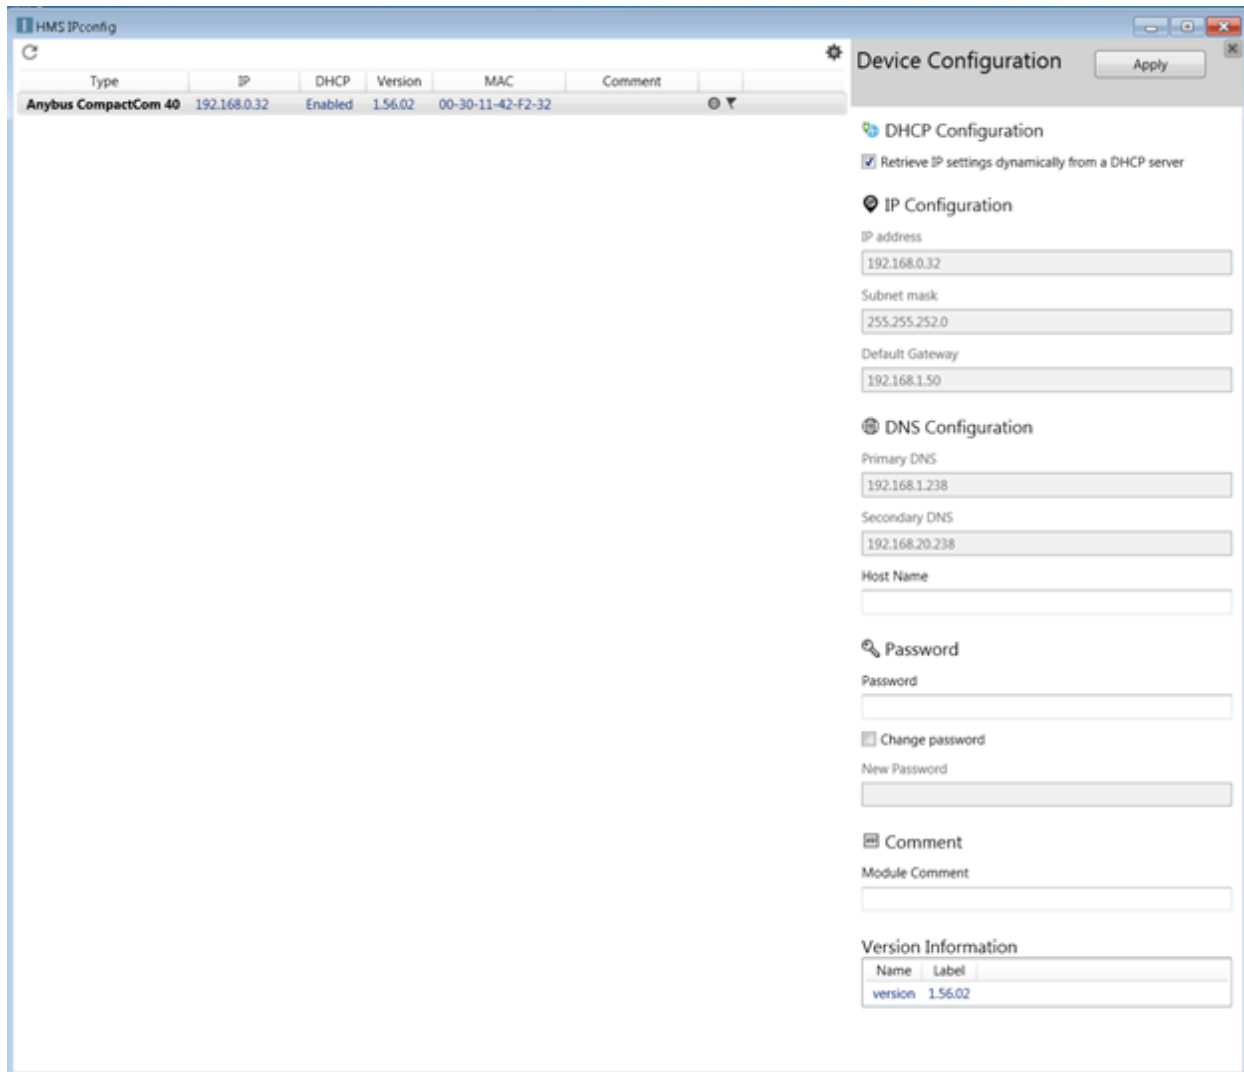 HMS IPconfig
Type IP DHCP Version MAC Comment
Anybus CompactCom 40 192.168.0.32 Enabled 1.56.02 00-30-11-42-F2-32
Device Configuration Apply
DHCP Configuration
Retrieve IP settings dynamically from a DHCP server
IP Configuration
IP address
192.168.0.32
Subnet mask
255.255.252.0
Default Gateway
192.168.1.50
DNS Configuration
Primary DNS
192.168.1.238
Secondary DNS
192.168.20.238
Host Name
Password
Password
Change password
New Password
Comment
Module Comment
Version Information
Name Label
version 1.56.02